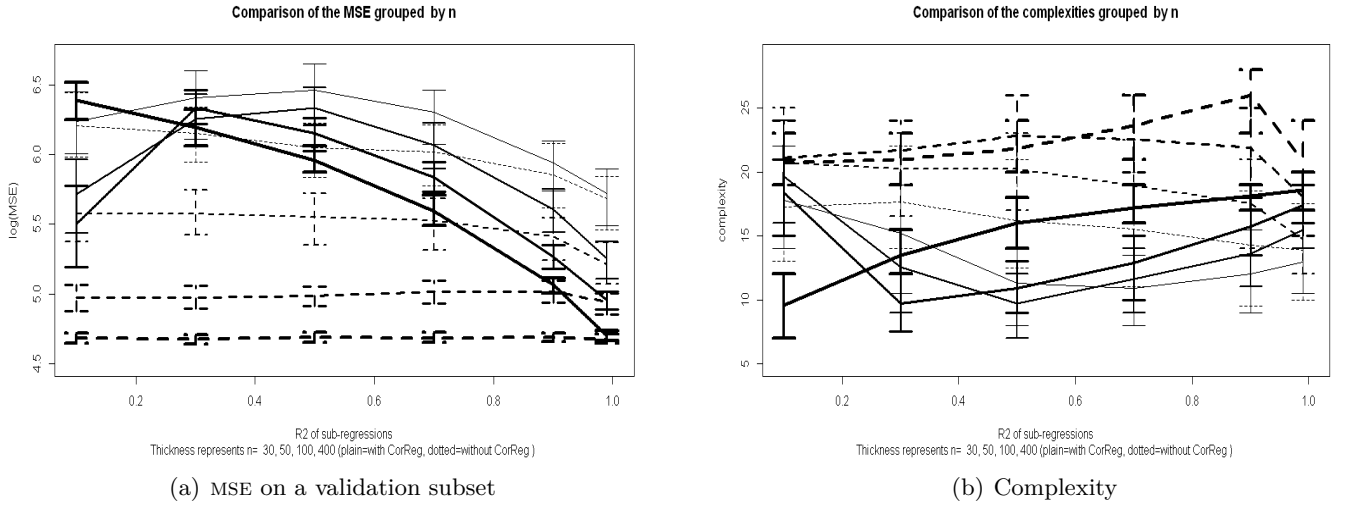 Comparison of the MSE grouped by n
log(MSE)
6.5
6.0
5.5
5.0
4.5
0.2 0.4 0.6 0.8 1.0
R2 of sub-regressions
Thickness represents n= 30, 50, 100, 400 (plain=with CorReg, dotted=without CorReg )
(a) MSE on a validation subset
Comparison of the complexities grouped by n
complexity
25
20
15
10
5
0.2 0.4 0.6 0.8 1.0
R2 of sub-regressions
Thickness represents n= 30, 50, 100, 400 (plain=with CorReg, dotted=without CorReg )
(b) Complexity